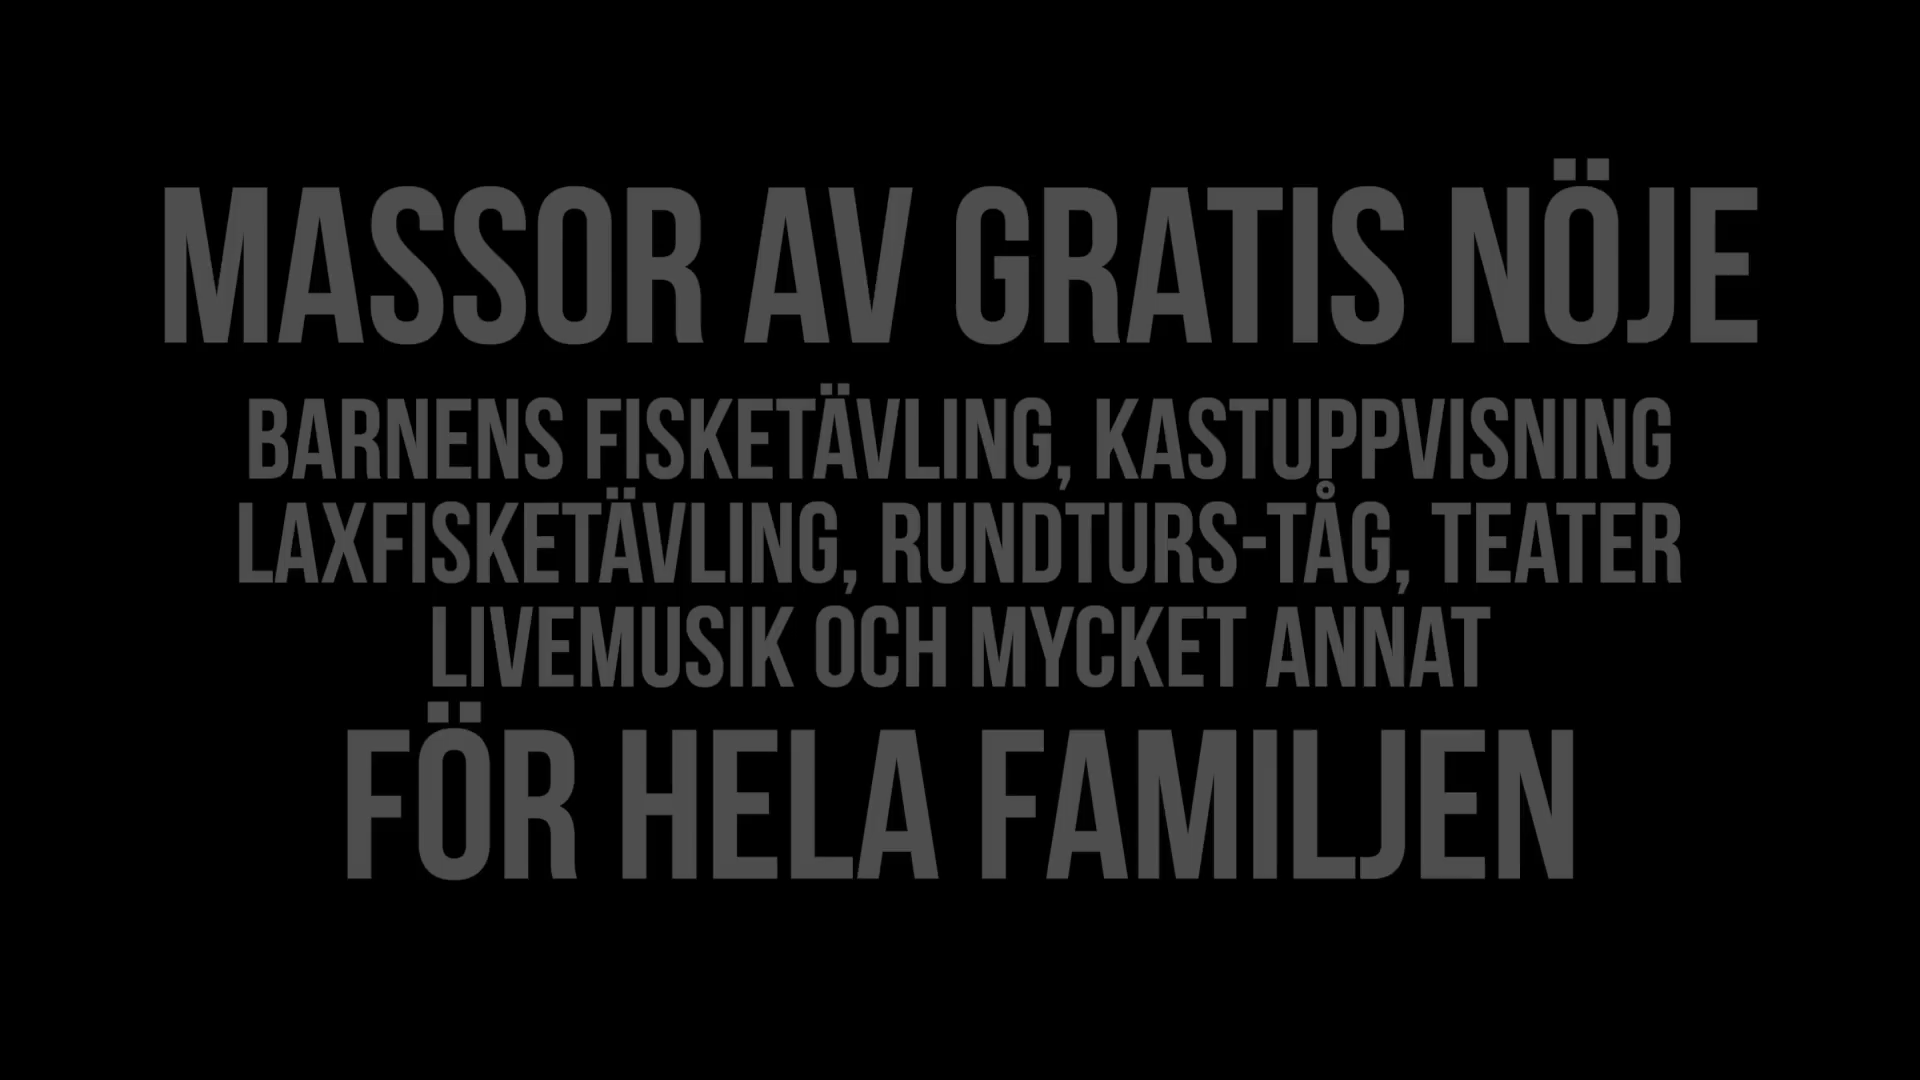 MASSOR AV GRATIS NÖJE
BARNENS FISKETÄVLING, KASTUPPVISNING
LAXFISKETÄVLING, RUNDTURS-TÅG, TEATER
LIVEMUSIK OCH MYCKET ANNAT
FÖR HELA FAMILJEN